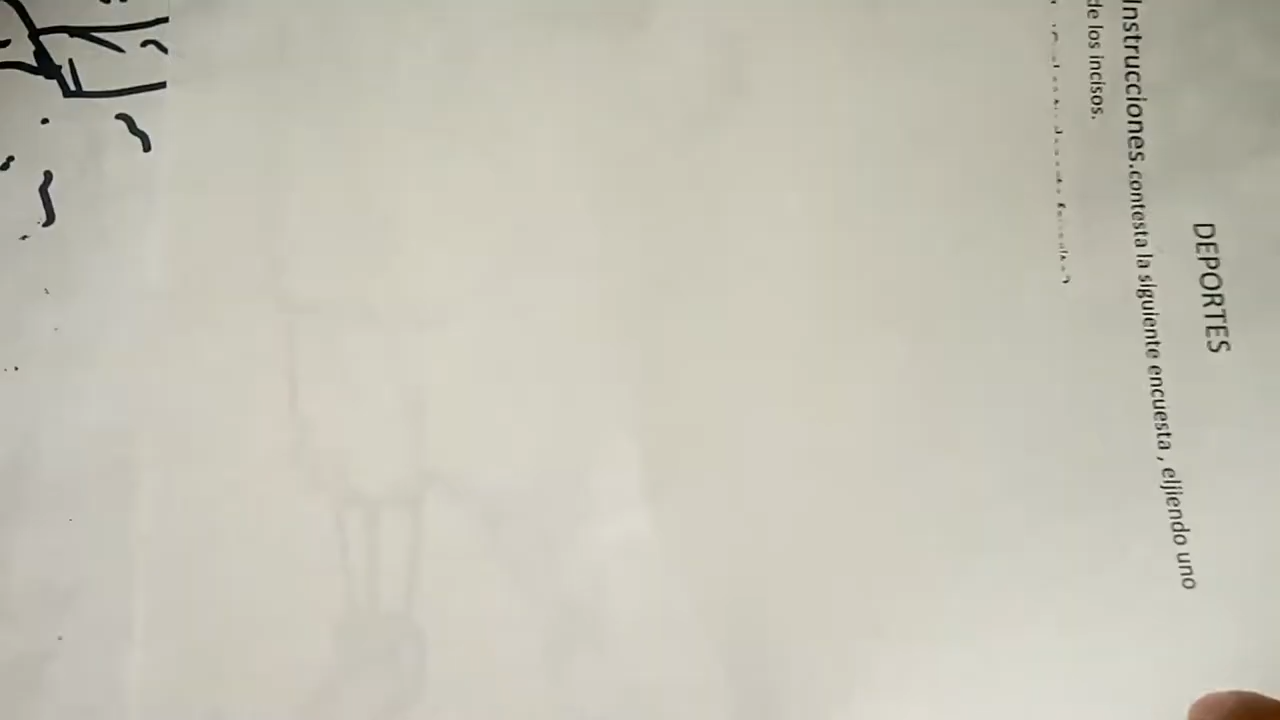 DEPORTES
Instrucciones.contesta la siguiente encuesta , eljiendo uno
de los incisos.